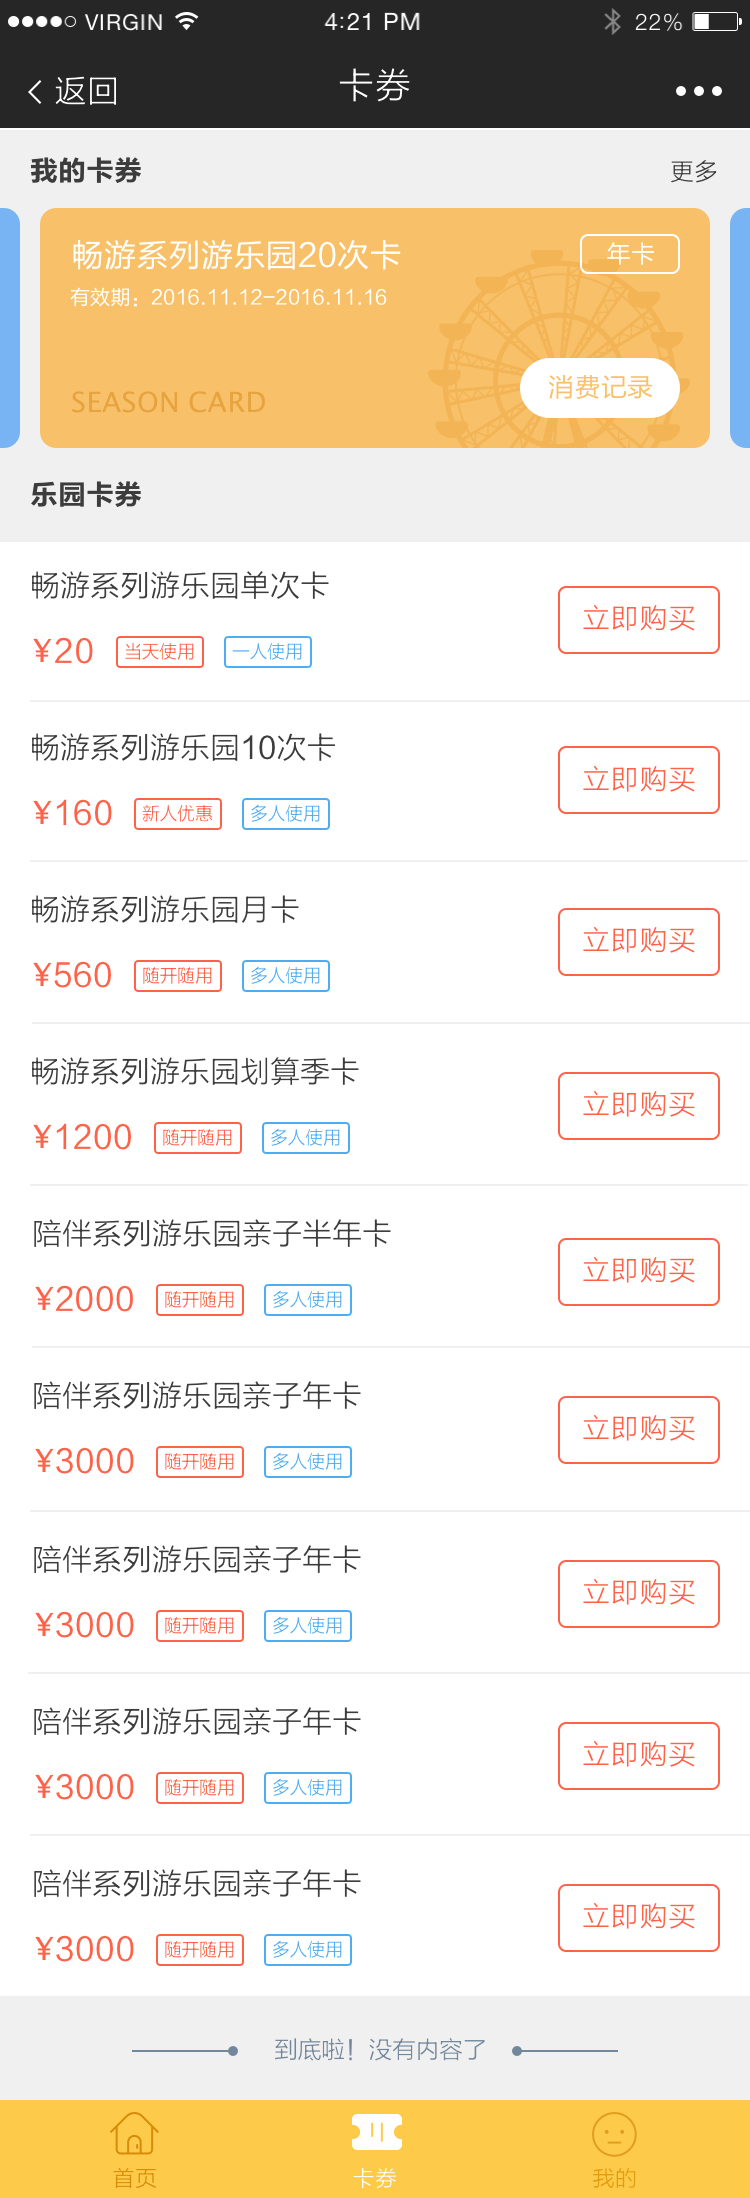 VIRGIN 4:21 PM 22%
返回 卡券
我的卡券 更多
畅游系列游乐园20次卡 年卡
有效期：2016.11.12-2016.11.16
消费记录
SEASON CARD
乐园卡券
畅游系列游乐园单次卡
立即购买
¥20 当天使用 一人使用
畅游系列游乐园10次卡
立即购买
¥160 新人优惠 多人使用
畅游系列游乐园月卡
立即购买
¥560 随开随用 多人使用
畅游系列游乐园划算季卡
立即购买
¥1200 随开随用 多人使用
陪伴系列游乐园亲子半年卡
立即购买
¥2000 随开随用 多人使用
陪伴系列游乐园亲子年卡
立即购买
¥3000 随开随用 多人使用
陪伴系列游乐园亲子年卡
立即购买
¥3000 随开随用 多人使用
陪伴系列游乐园亲子年卡
立即购买
¥3000 随开随用 多人使用
陪伴系列游乐园亲子年卡
立即购买
¥3000 随开随用 多人使用
到底啦！没有内容了
首页 卡券 我的